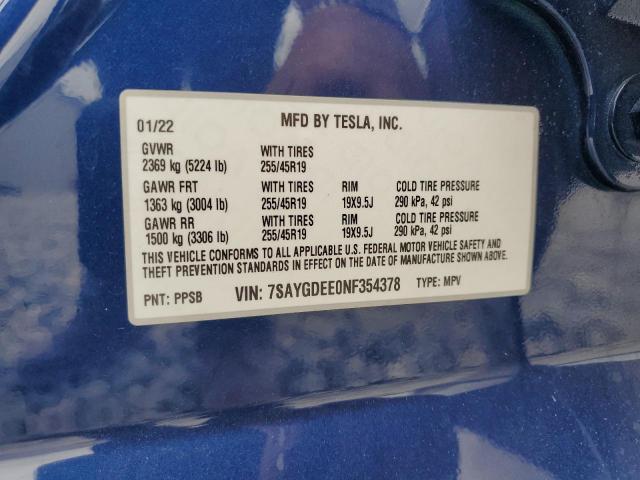 01/22 MFD BY TESLA, INC.
GVWR WITH TIRES
2369 kg (5224 lb) 255/45R19
GAWR FRT WITH TIRES RIM COLD TIRE PRESSURE
1363 kg (3004 lb) 255/45R19 19X9.5J 290 kPa, 42 psi
GAWR RR WITH TIRES RIM COLD TIRE PRESSURE
1500 kg (3306 lb) 255/45R19 19X9.5J 290 kPa, 42 psi
THIS VEHICLE CONFORMS TO ALL APPLICABLE U.S. FEDERAL MOTOR VEHICLE SAFETY AND
THEFT PREVENTION STANDARDS IN EFFECT ON THE DATE OF MANUFACTURE SHOWN ABOVE.
PNT: PPSB VIN: 7SAYGDEE0NF354378 TYPE: MPV